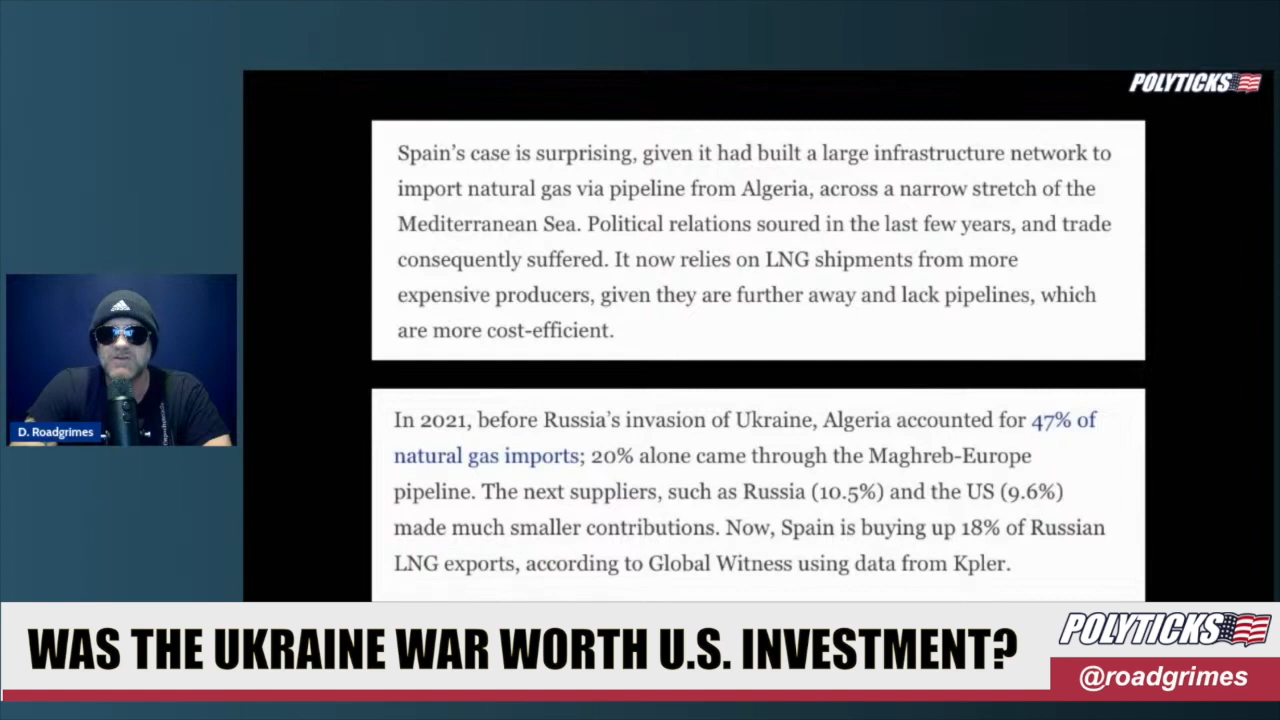 POLYTICKS
Spain's case is surprising, given it had built a large infrastructure network to
import natural gas via pipeline from Algeria, across a narrow stretch of the
Mediterranean Sea. Political relations soured in the last few years, and trade
consequently suffered. It now relies on LNG shipments from more
expensive producers, given they are further away and lack pipelines, which
are more cost-efficient.
In 2021, before Russia's invasion of Ukraine, Algeria accounted for 47% of
natural gas imports; 20% alone came through the Maghreb-Europe
pipeline. The next suppliers, such as Russia (10.5%) and the US (9.6%)
made much smaller contributions. Now, Spain is buying up 18% of Russian
LNG exports, according to Global Witness using data from Kpler.
D. Roadgrimes
WAS THE UKRAINE WAR WORTH U.S. INVESTMENT?
POLYTICKS
@roadgrimes